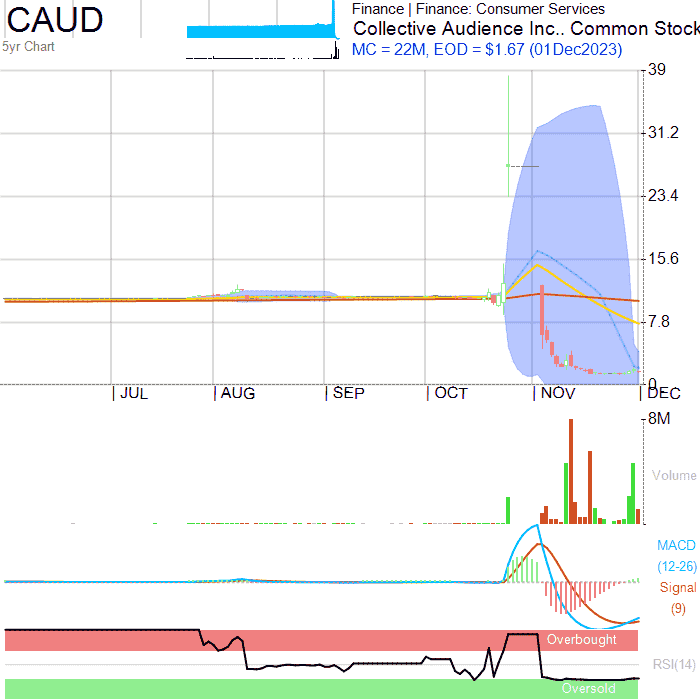 CAUD
5yr Chart
Finance | Finance: Consumer Services
Collective Audience Inc.. Common Stock
MC = 22M, EOD = $1.67 (01Dec2023)
39
31.2
23.4
15.6
7.8
0
JUL
AUG
SEP
OCT
NOV
DEC
8M
Volume
MACD
(12-26)
Signal
(9)
Overbought
RSI(14)
Oversold